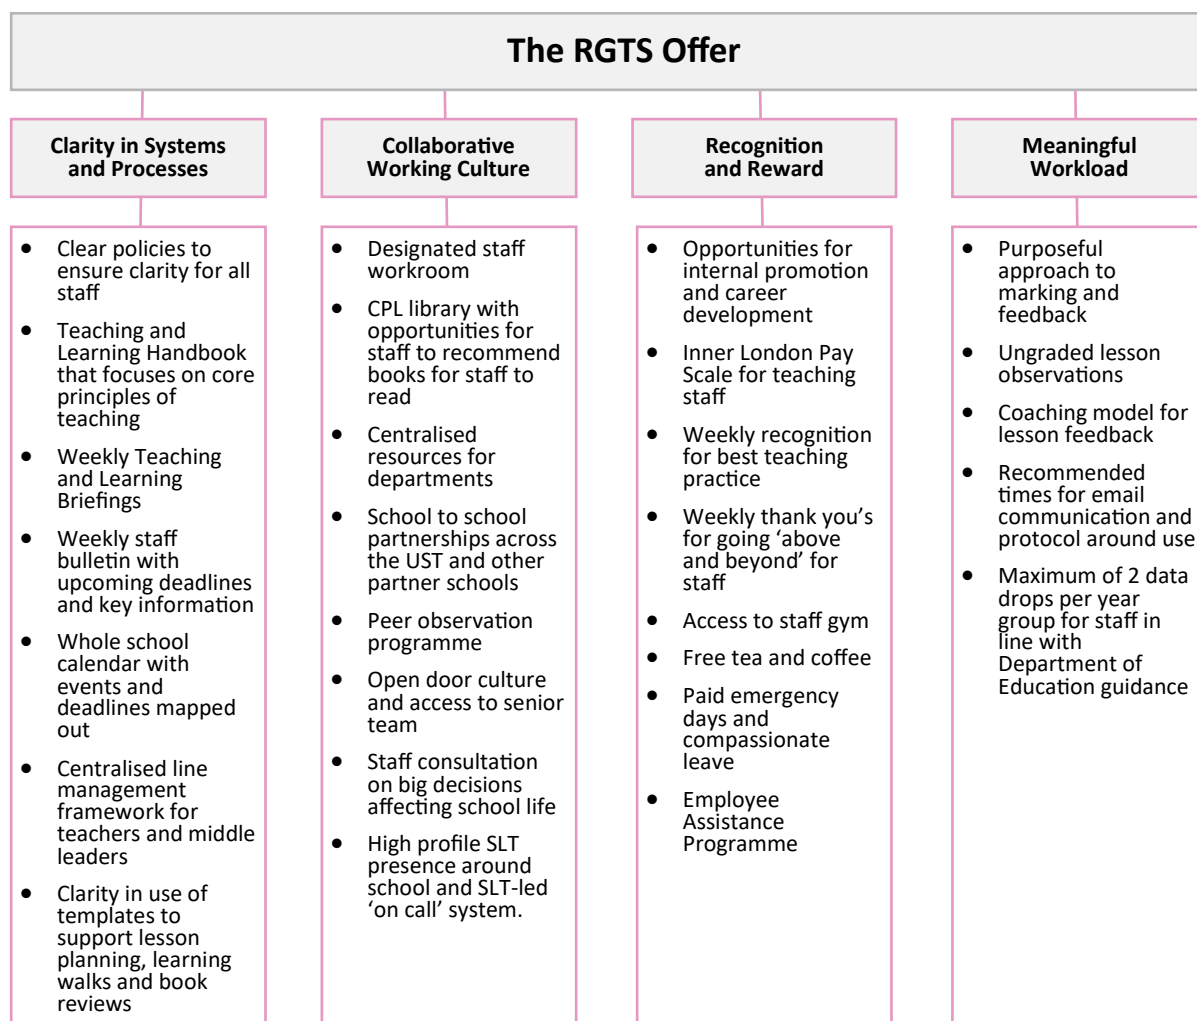 The RGTS Offer
Clarity in Systems
and Processes
• Clear policies to
ensure clarity for all
staff
• Teaching and
Learning Handbook
that focuses on core
principles of
teaching
• Weekly Teaching
and Learning
Briefings
• Weekly staff
bulletin with
upcoming deadlines
and key information
• Whole school
calendar with
events and
deadlines mapped
out
• Centralised line
management
framework for
teachers and middle
leaders
• Clarity in use of
templates to
support lesson
planning, learning
walks and book
reviews
Collaborative
Working Culture
• Designated staff
workroom
• CPL library with
opportunities for
staff to recommend
books for staff to
read
• Centralised
resources for
departments
• School to school
partnerships across
the UST and other
partner schools
• Peer observation
programme
• Open door culture
and access to senior
team
• Staff consultation
on big decisions
affecting school life
• High profile SLT
presence around
school and SLT-led
‘on call’ system.
Recognition
and Reward
• Opportunities for
internal promotion
and career
development
• Inner London Pay
Scale for teaching
staff
• Weekly recognition
for best teaching
practice
• Weekly thank you’s
for going ‘above
and beyond’ for
staff
• Access to staff gym
• Free tea and coffee
• Paid emergency
days and
compassionate
leave
• Employee
Assistance
Programme
Meaningful
Workload
• Purposeful
approach to
marking and
feedback
• Ungraded lesson
observations
• Coaching model for
lesson feedback
• Recommended
times for email
communication and
protocol around use
• Maximum of 2 data
drops per year
group for staff in
line with
Department of
Education guidance